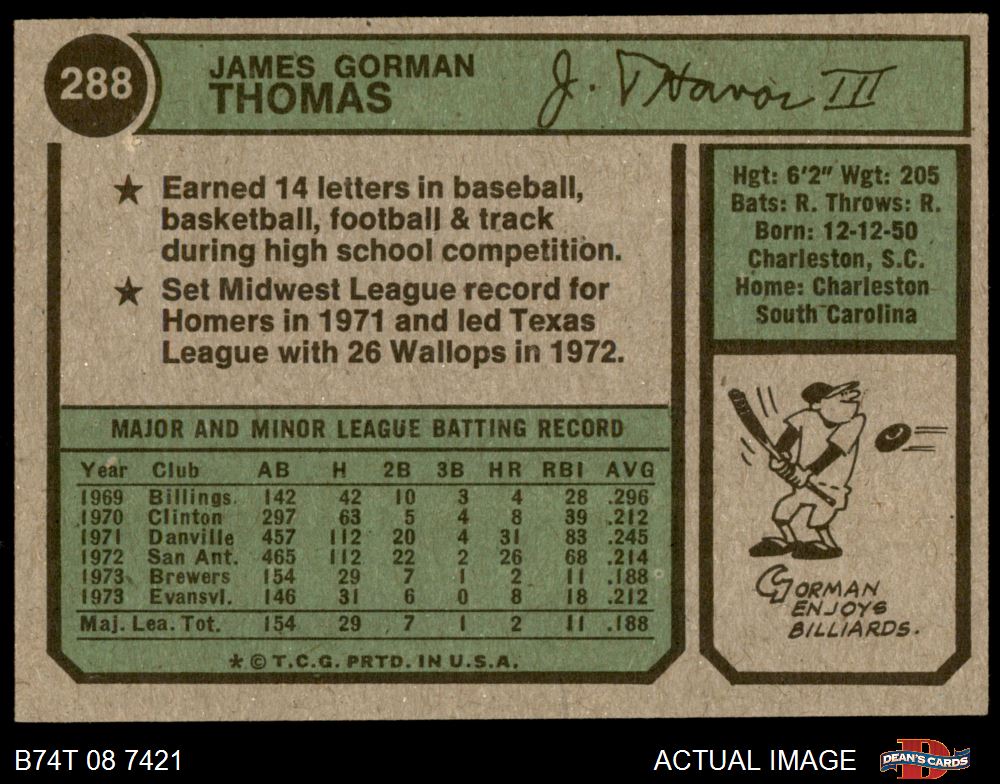 288
JAMES GORMAN
THOMAS
J. Thomas III
★ Earned 14 letters in baseball,
basketball, football & track
during high school competition.
★ Set Midwest League record for
Homers in 1971 and led Texas
League with 26 Wallops in 1972.
Hgt: 6'2" Wgt: 205
Bats: R. Throws: R.
Born: 12-12-50
Charleston, S.C.
Home: Charleston
South Carolina
MAJOR AND MINOR LEAGUE BATTING RECORD
Year Club AB H 2B 3B HR RBI AVG
1969 Billings. 142 42 10 3 4 28 .296
1970 Clinton 297 63 5 4 8 39 .212
1971 Danville 457 112 20 4 31 83 .245
1972 San Ant. 465 112 22 2 26 68 .214
1973 Brewers 154 29 7 1 2 11 .188
1973 Evansvl. 146 31 6 0 8 18 .212
Maj. Lea. Tot. 154 29 7 1 2 11 .188
* © T.C.G. PRTD. IN U.S.A.
8
GORMAN
ENJOYS
BILLIARDS.
B74T 08 7421
ACTUAL IMAGE
D
DEAN'S CARDS